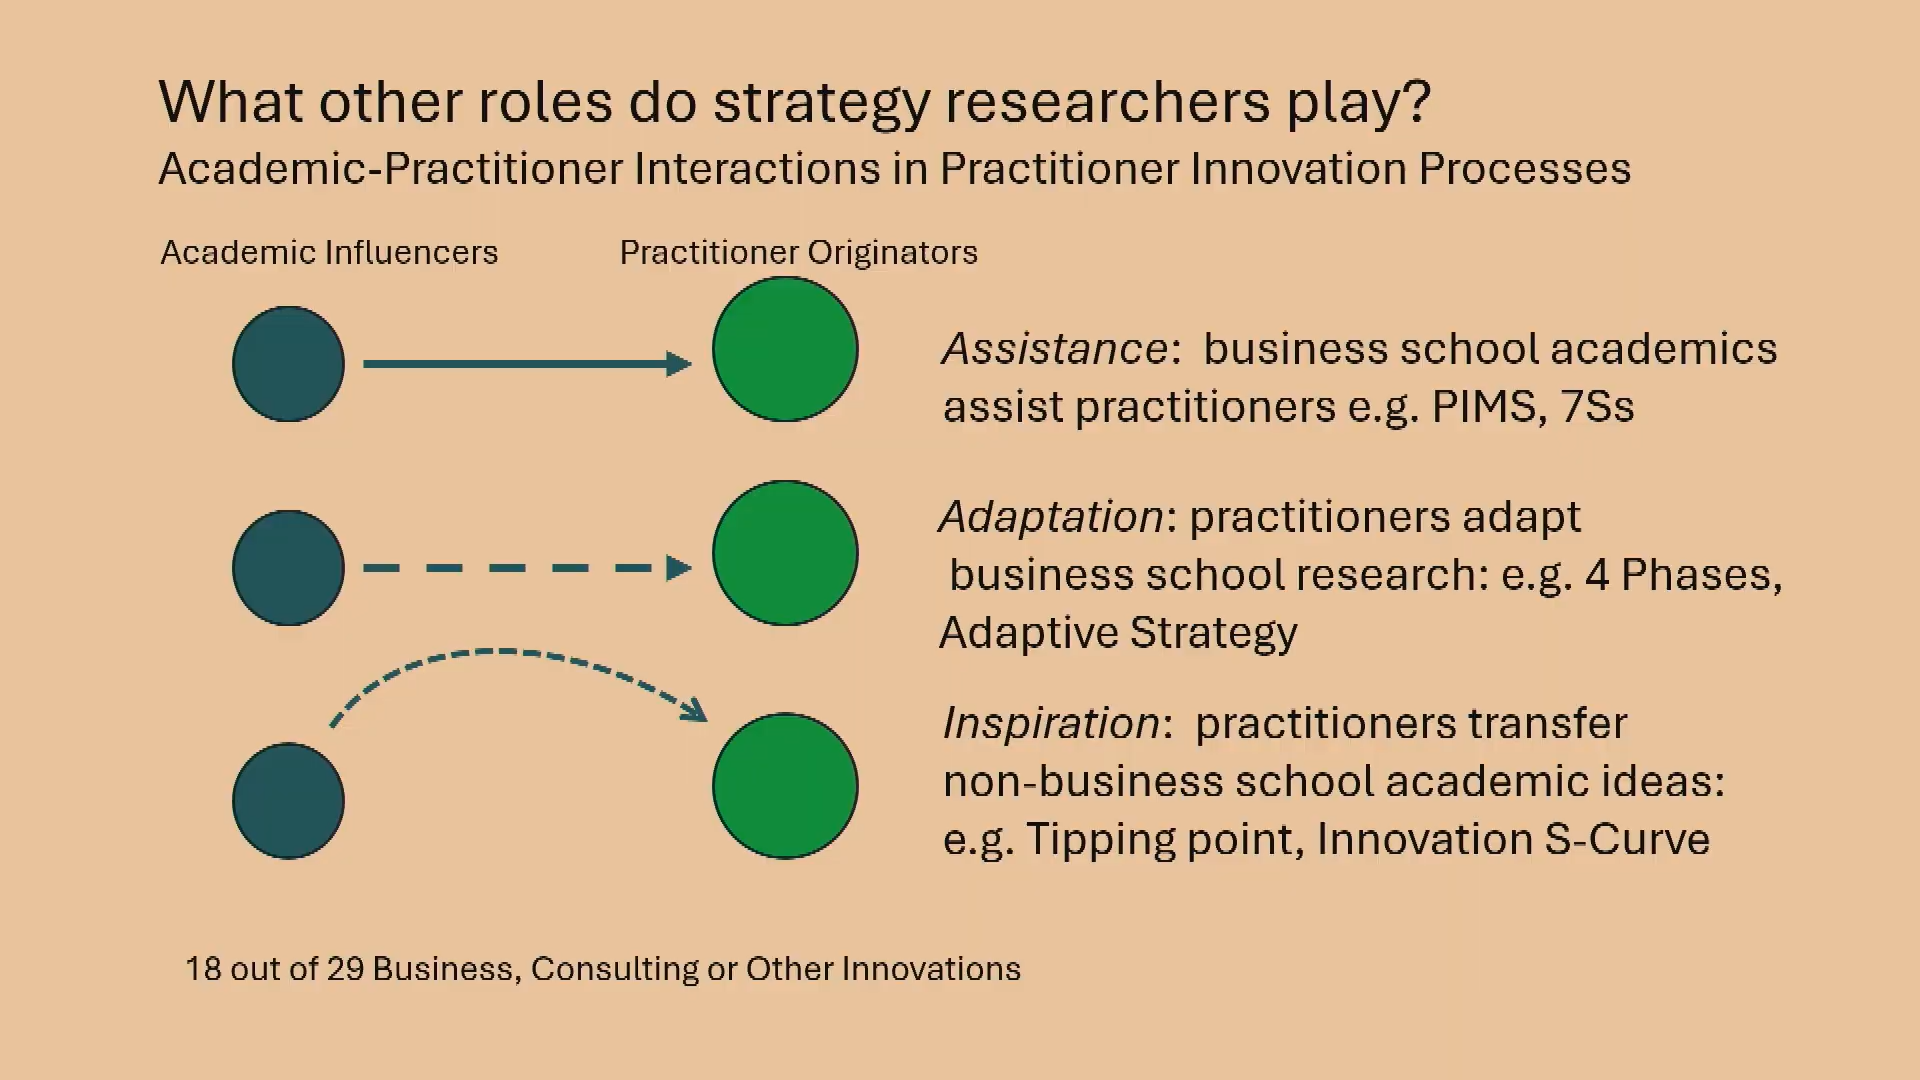 What other roles do strategy researchers play?
Academic-Practitioner Interactions in Practitioner Innovation Processes
Academic Influencers
Practitioner Originators
Assistance: business school academics
assist practitioners e.g. PIMS, 7Ss
Adaptation: practitioners adapt
business school research: e.g. 4 Phases,
Adaptive Strategy
Inspiration: practitioners transfer
non-business school academic ideas:
e.g. Tipping point, Innovation S-Curve
18 out of 29 Business, Consulting or Other Innovations